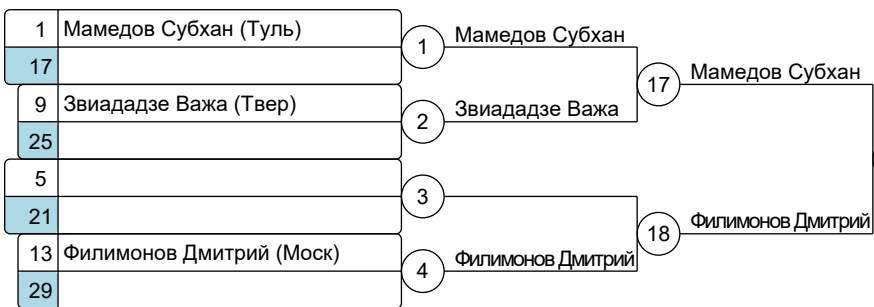 1 Мамедов Субхан (Туль)
17
1 Мамедов Субхан
9 Звиададзе Важа (Твер)
25
2 Звиададзе Важа
17 Мамедов Субхан
5
21
3
13 Филимонов Дмитрий (Моск)
29
4 Филимонов Дмитрий
18 Филимонов Дмитрий